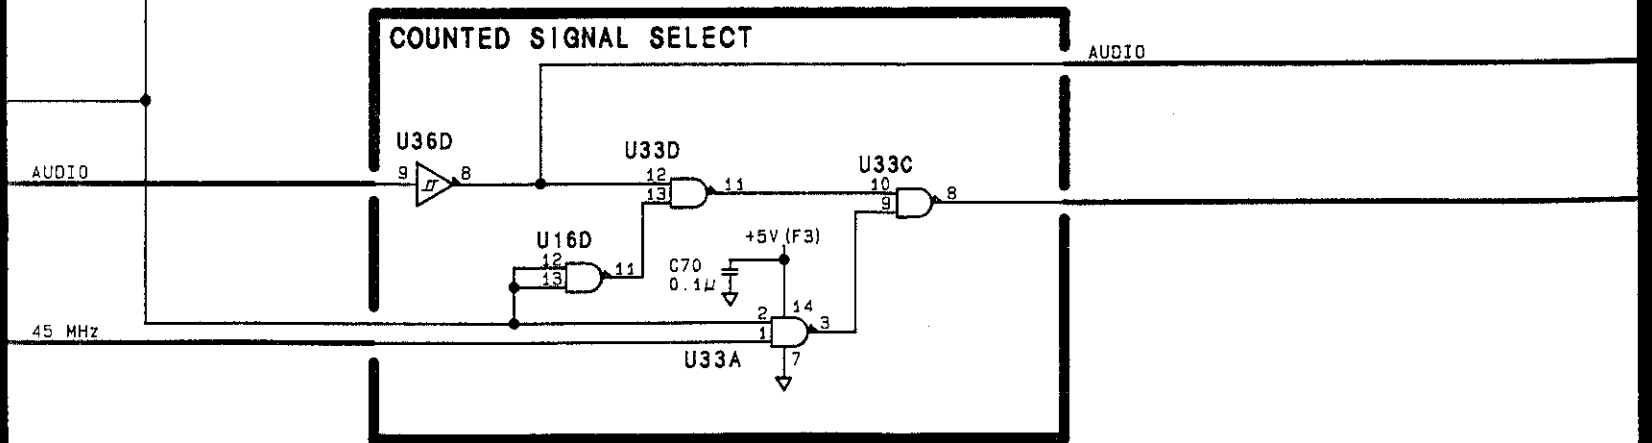 COUNTED SIGNAL SELECT
AUDIO
U36D
AUDIO
9
8
U33D
12
13
11
U33C
10
9
8
U16D
12
13
11
+5V(F3)
C70
0.1μ
14
2
1
3
45 MHz
U33A
7